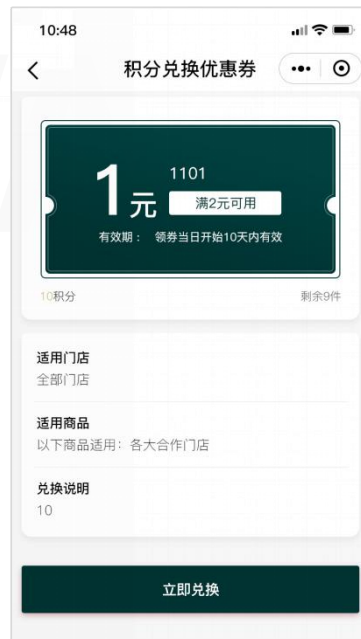 10:48
积分兑换优惠券
1元
1101
满2元可用
有效期： 领券当日开始10天内有效
10积分
剩余9件
适用门店
全部门店
适用商品
以下商品适用：各大合作门店
兑换说明
10
立即兑换